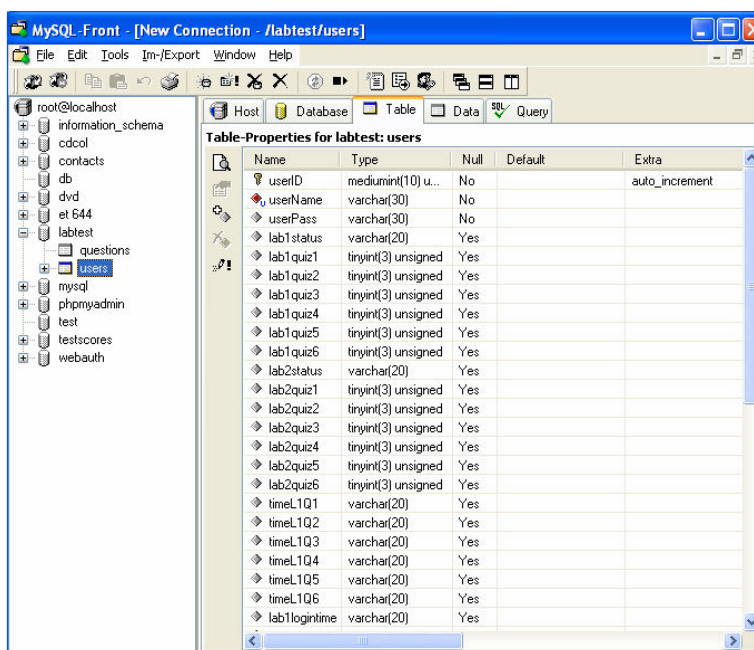 MySQL-Front - [New Connection - /labtest/users]
File Edit Tools Im-/Export Window Help
root@localhost
information_schema
cdcol
contacts
db
dvd
et 644
labtest
questions
users
mysql
phpmyadmin
test
testscores
webauth
Host Database Table Data SQL Query
Table-Properties for labtest: users
Name Type Null Default Extra
userID mediumint(10) u... No auto_increment
userName varchar(30) No
userPass varchar(30) No
lab1status varchar(20) Yes
lab1quiz1 tinyint(3) unsigned Yes
lab1quiz2 tinyint(3) unsigned Yes
lab1quiz3 tinyint(3) unsigned Yes
lab1quiz4 tinyint(3) unsigned Yes
lab1quiz5 tinyint(3) unsigned Yes
lab1quiz6 tinyint(3) unsigned Yes
lab2status varchar(20) Yes
lab2quiz1 tinyint(3) unsigned Yes
lab2quiz2 tinyint(3) unsigned Yes
lab2quiz3 tinyint(3) unsigned Yes
lab2quiz4 tinyint(3) unsigned Yes
lab2quiz5 tinyint(3) unsigned Yes
lab2quiz6 tinyint(3) unsigned Yes
timeL1Q1 varchar(20) Yes
timeL1Q2 varchar(20) Yes
timeL1Q3 varchar(20) Yes
timeL1Q4 varchar(20) Yes
timeL1Q5 varchar(20) Yes
timeL1Q6 varchar(20) Yes
lab1logintime varchar(20) Yes